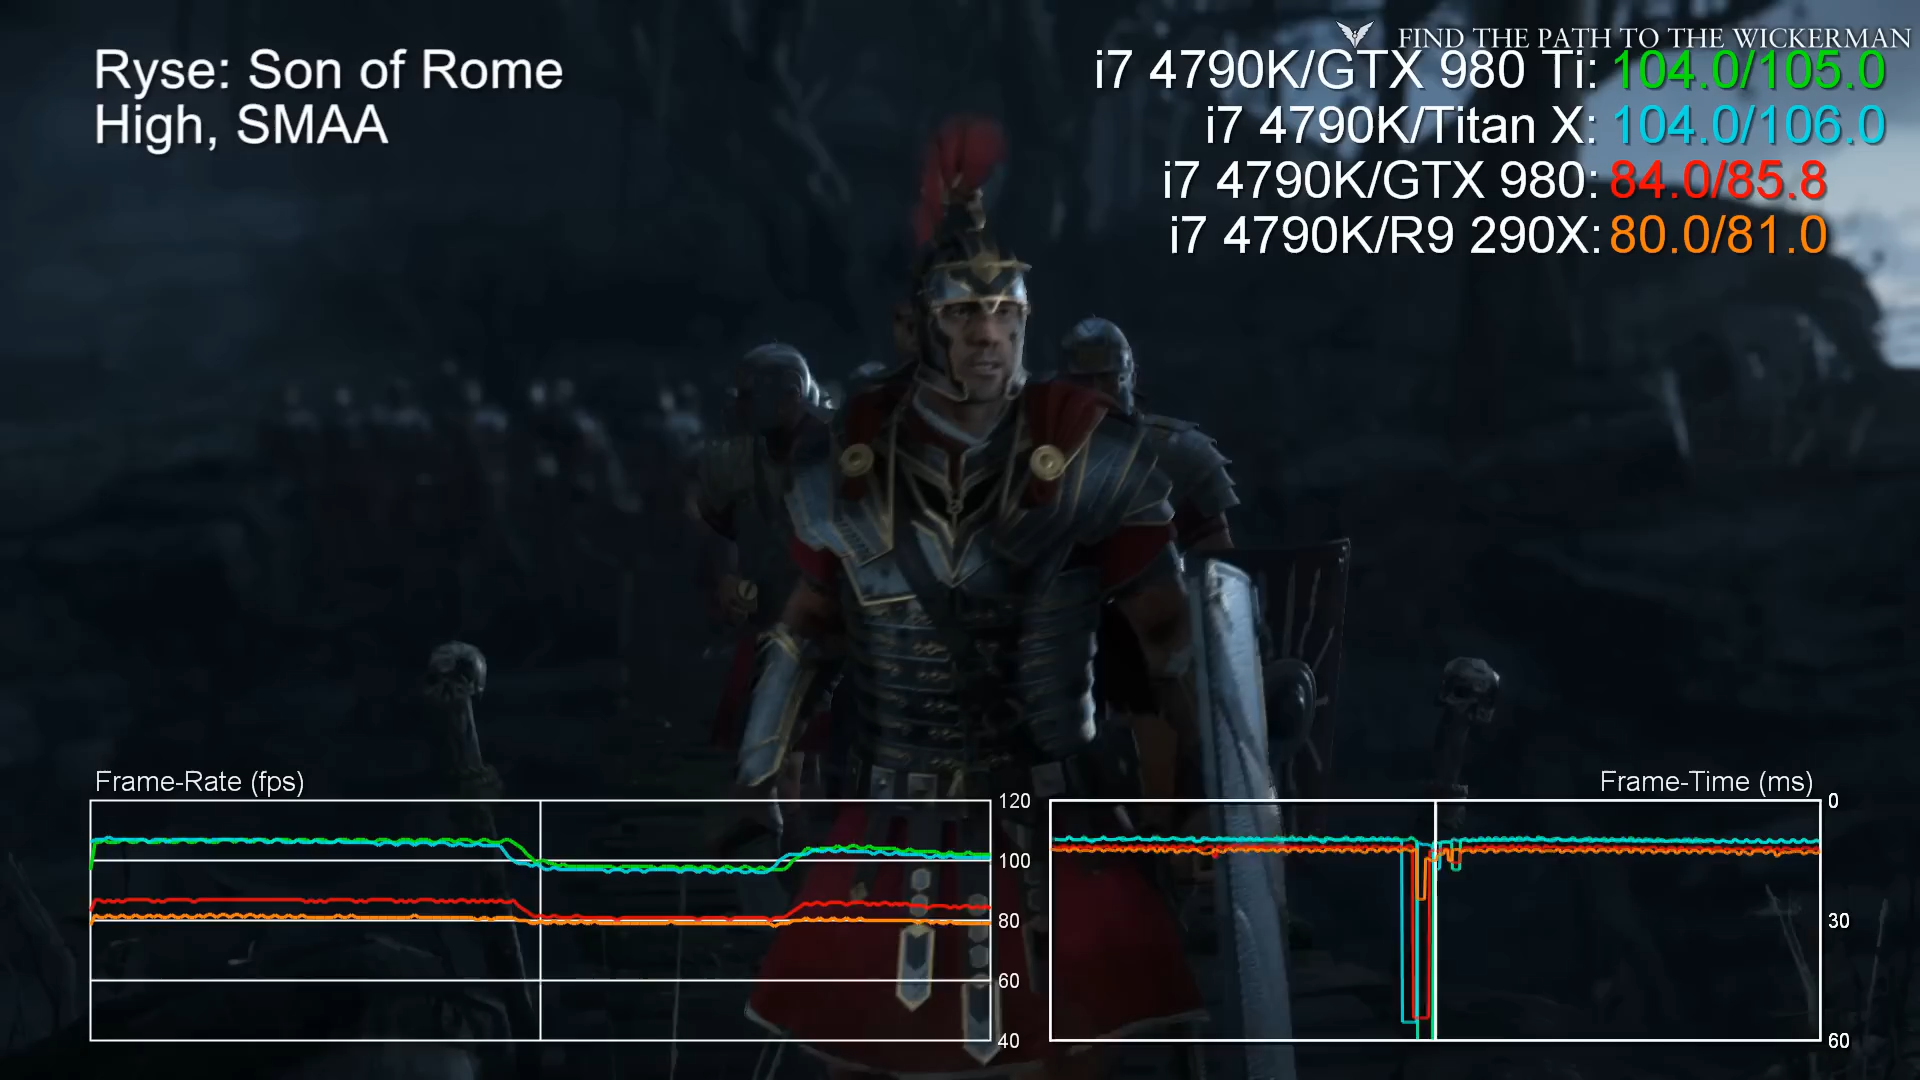 Ryse: Son of Rome
High, SMAA
FIND THE PATH TO THE WICKERMAN
i7 4790K/GTX 980 Ti: 104.0/105.0
i7 4790K/Titan X: 104.0/106.0
i7 4790K/GTX 980: 84.0/85.8
i7 4790K/R9 290X: 80.0/81.0
Frame-Rate (fps)
120
100
80
60
40
Frame-Time (ms)
0
30
60